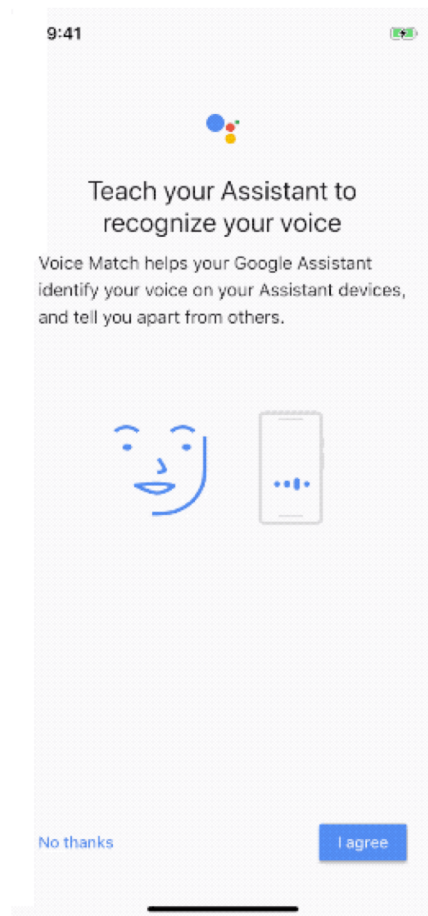 9:41
Teach your Assistant to
recognize your voice
Voice Match helps your Google Assistant
identify your voice on your Assistant devices,
and tell you apart from others.
No thanks
I agree